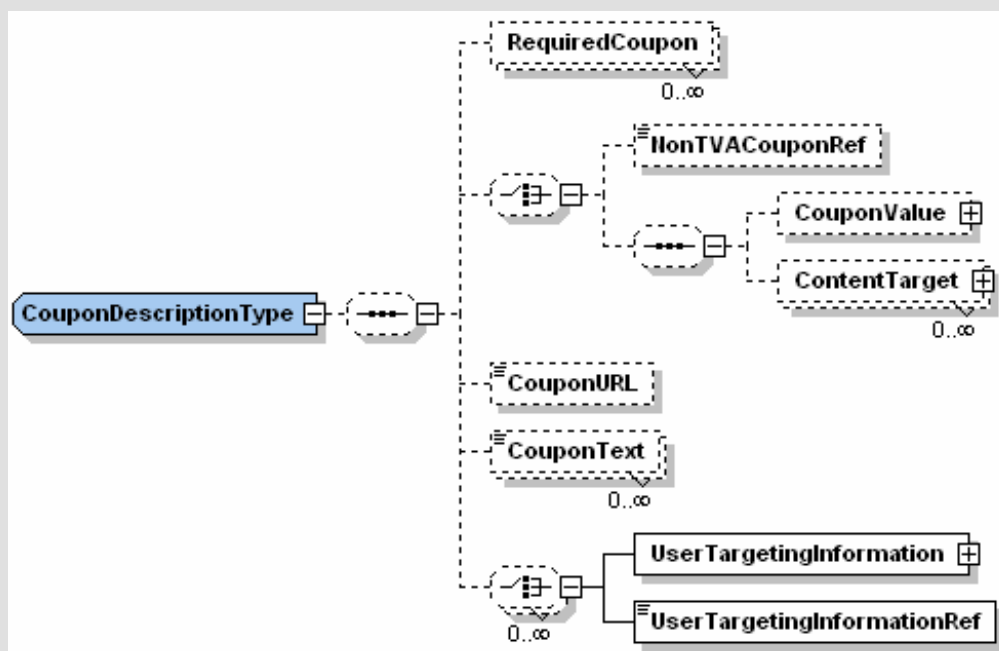 RequiredCoupon
0..∞
NonTVACouponRef
CouponValue
ContentTarget
0..∞
CouponDescriptionType
CouponURL
CouponText
0..∞
UserTargetingInformation
0..∞
UserTargetingInformationRef